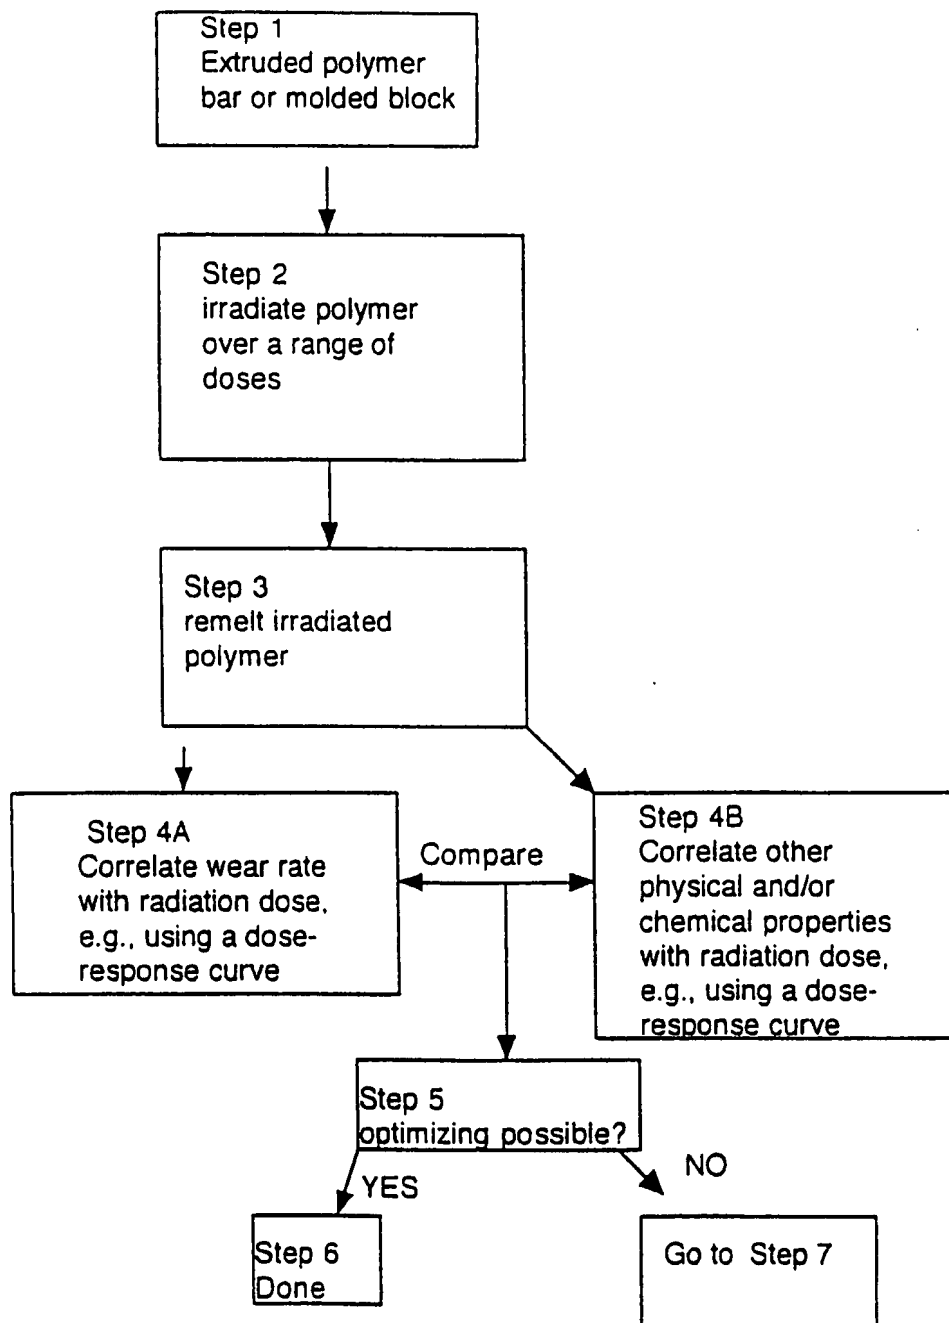 Step 1
Extruded polymer
bar or molded block
Step 2
irradiate polymer
over a range of
doses
Step 3
remelt irradiated
polymer
Step 4A
Correlate wear rate
with radiation dose,
e.g., using a dose-
response curve
Compare
Step 4B
Correlate other
physical and/or
chemical properties
with radiation dose,
e.g., using a dose-
response curve
Step 5
optimizing possible?
YES
NO
Step 6
Done
Go to Step 7